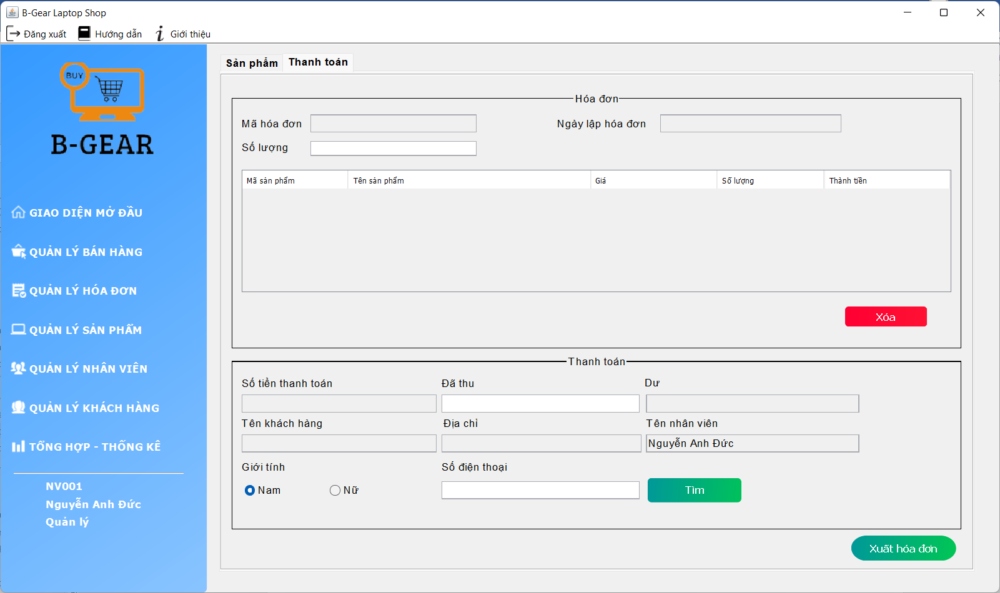 B-Gear Laptop Shop
Đăng xuất Hướng dẫn Giới thiệu
BUY
B-GEAR
GIAO DIỆN MỞ ĐẦU
QUẢN LÝ BÁN HÀNG
QUẢN LÝ HÓA ĐƠN
QUẢN LÝ SẢN PHẨM
QUẢN LÝ NHÂN VIÊN
QUẢN LÝ KHÁCH HÀNG
TỔNG HỢP - THỐNG KÊ
NV001
Nguyễn Anh Đức
Quản lý
Sản phẩm Thanh toán
Hóa đơn
Mã hóa đơn Ngày lập hóa đơn
Số lượng
Mã sản phẩm Tên sản phẩm Giá Số lượng Thành tiền
Xóa
Thanh toán
Số tiền thanh toán Đã thu Dư
Tên khách hàng Địa chỉ Tên nhân viên
Nguyễn Anh Đức
Giới tính Số điện thoại
Nam Nữ Tìm
Xuất hóa đơn